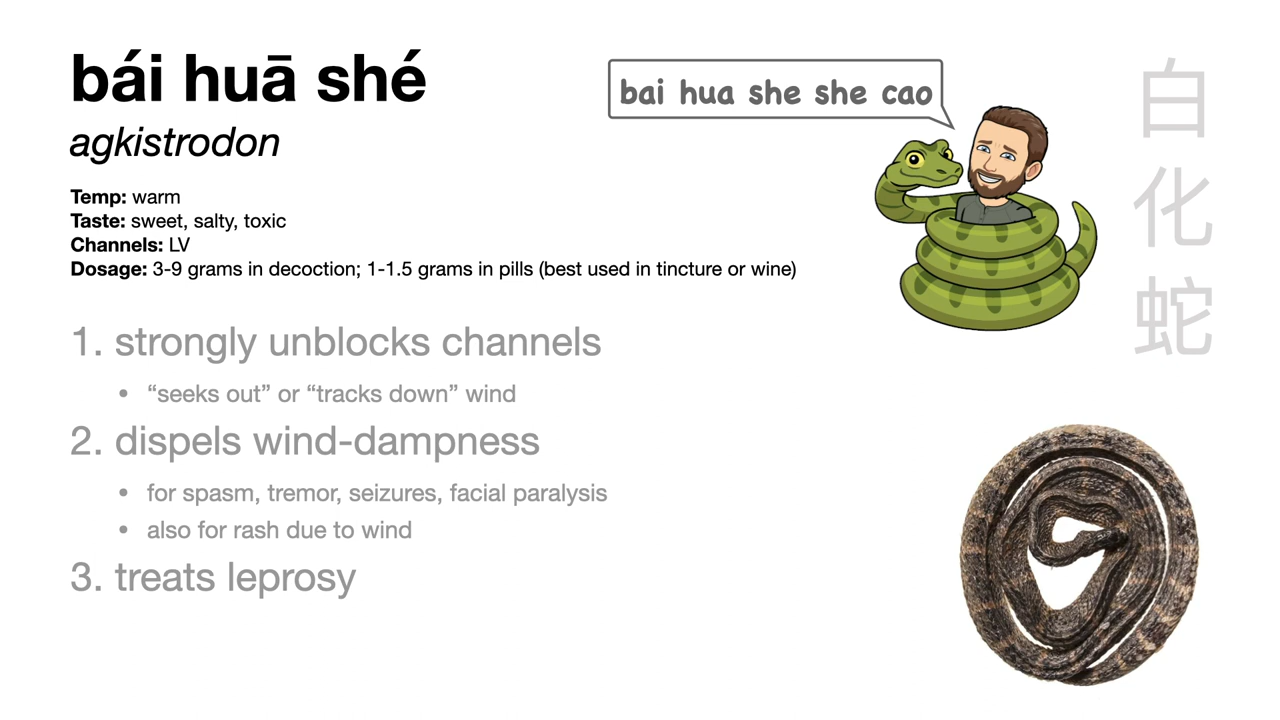 bái huā shé
agkistrodon
Temp: warm
Taste: sweet, salty, toxic
Channels: LV
Dosage: 3-9 grams in decoction; 1-1.5 grams in pills (best used in tincture or wine)
1. strongly unblocks channels
• “seeks out” or “tracks down” wind
2. dispels wind-dampness
• for spasm, tremor, seizures, facial paralysis
• also for rash due to wind
3. treats leprosy
bai hua she she cao
白
化
蛇